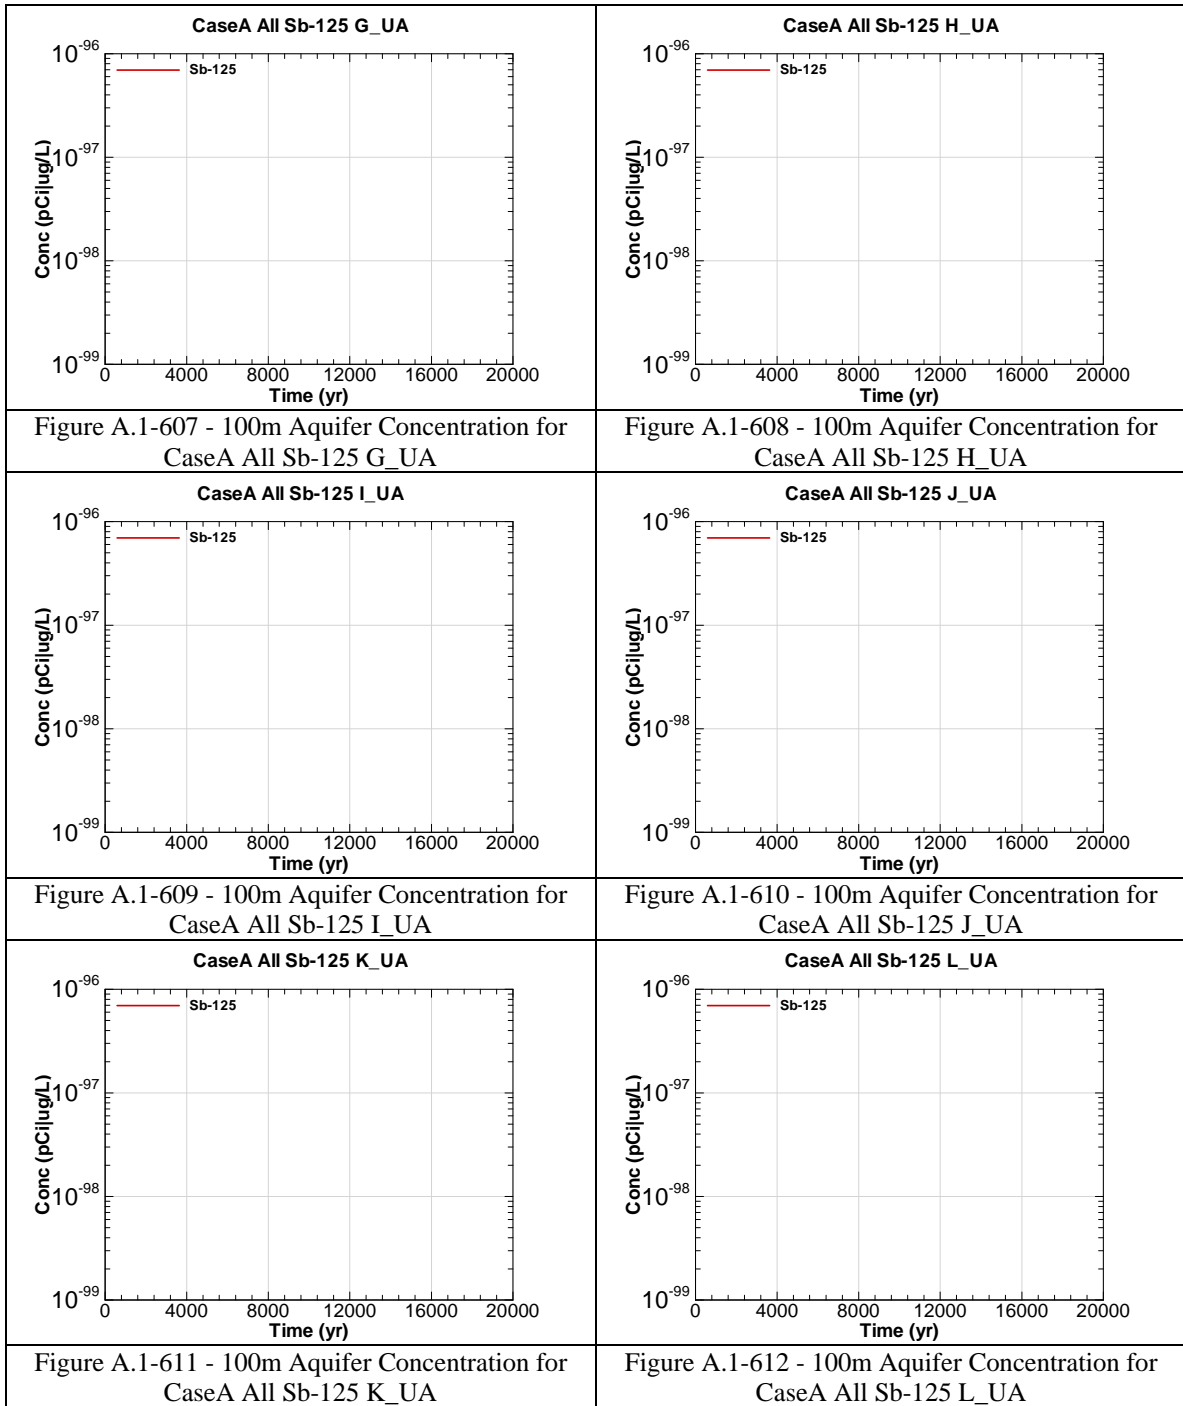 CaseA All Sb-125 G_UA
Sb-125
10^-96
10^-97
10^-98
10^-99
Conc (pCi|ug/L)
0 4000 8000 12000 16000 20000
Time (yr)
Figure A.1-607 - 100m Aquifer Concentration for
CaseA All Sb-125 G_UA
CaseA All Sb-125 H_UA
Sb-125
10^-96
10^-97
10^-98
10^-99
Conc (pCi|ug/L)
0 4000 8000 12000 16000 20000
Time (yr)
Figure A.1-608 - 100m Aquifer Concentration for
CaseA All Sb-125 H_UA
CaseA All Sb-125 I_UA
Sb-125
10^-96
10^-97
10^-98
10^-99
Conc (pCi|ug/L)
0 4000 8000 12000 16000 20000
Time (yr)
Figure A.1-609 - 100m Aquifer Concentration for
CaseA All Sb-125 I_UA
CaseA All Sb-125 J_UA
Sb-125
10^-96
10^-97
10^-98
10^-99
Conc (pCi|ug/L)
0 4000 8000 12000 16000 20000
Time (yr)
Figure A.1-610 - 100m Aquifer Concentration for
CaseA All Sb-125 J_UA
CaseA All Sb-125 K_UA
Sb-125
10^-96
10^-97
10^-98
10^-99
Conc (pCi|ug/L)
0 4000 8000 12000 16000 20000
Time (yr)
Figure A.1-611 - 100m Aquifer Concentration for
CaseA All Sb-125 K_UA
CaseA All Sb-125 L_UA
Sb-125
10^-96
10^-97
10^-98
10^-99
Conc (pCi|ug/L)
0 4000 8000 12000 16000 20000
Time (yr)
Figure A.1-612 - 100m Aquifer Concentration for
CaseA All Sb-125 L_UA